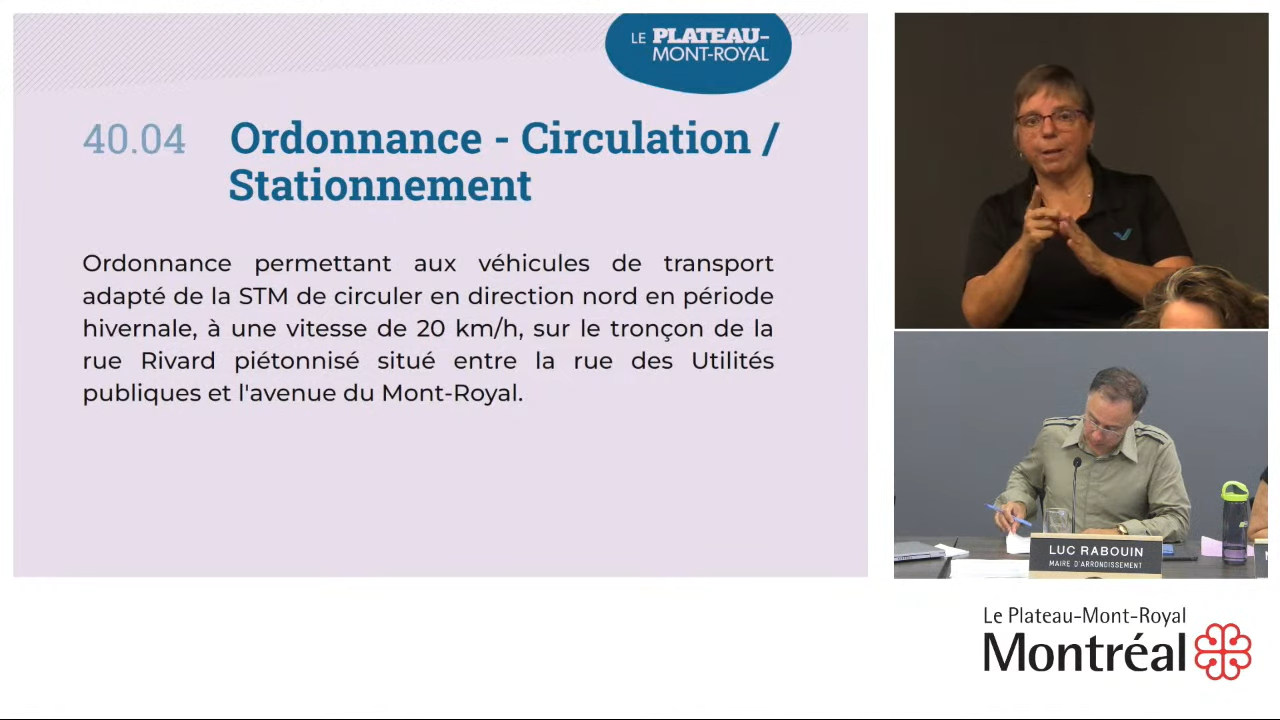 LE PLATEAU-
MONT-ROYAL
40.04 Ordonnance - Circulation /
Stationnement
Ordonnance permettant aux véhicules de transport
adapté de la STM de circuler en direction nord en période
hivernale, à une vitesse de 20 km/h, sur le tronçon de la
rue Rivard piétonnisé situé entre la rue des Utilités
publiques et l'avenue du Mont-Royal.
LUC RABOUIN
MAIRE D'ARRONDISSEMENT
Le Plateau-Mont-Royal
Montréal